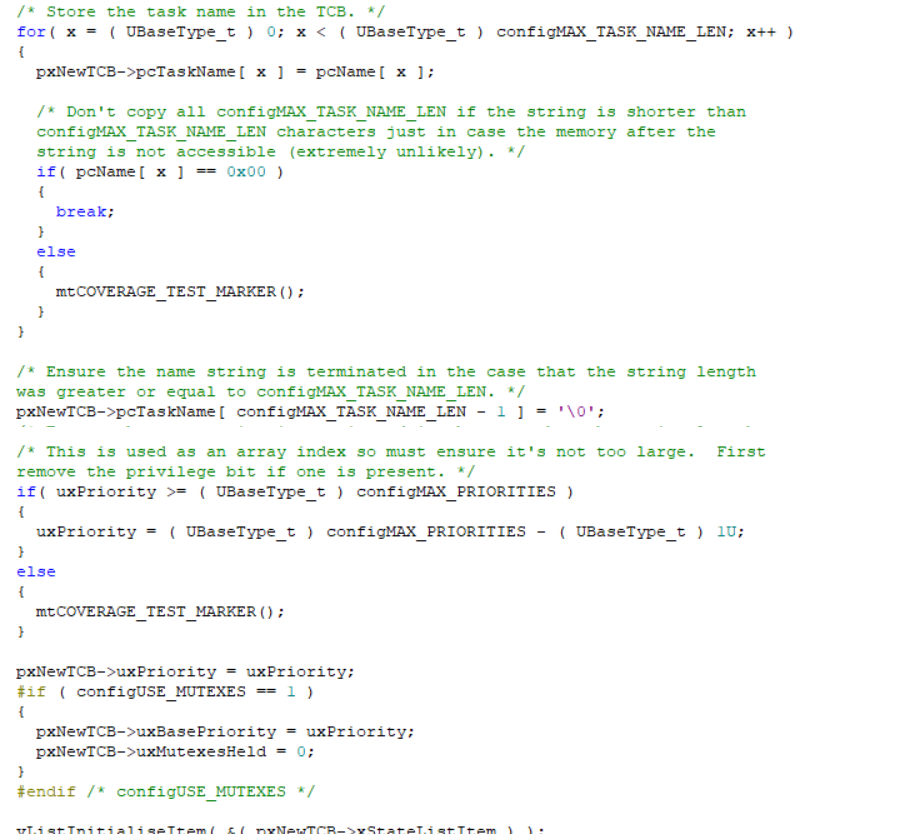 /* Store the task name in the TCB. */
for( x = ( UBaseType_t ) 0; x < ( UBaseType_t ) configMAX_TASK_NAME_LEN; x++ )
{
  pxNewTCB->pcTaskName[ x ] = pcName[ x ];

  /* Don't copy all configMAX_TASK_NAME_LEN if the string is shorter than
  configMAX_TASK_NAME_LEN characters just in case the memory after the
  string is not accessible (extremely unlikely). */
  if( pcName[ x ] == 0x00 )
  {
    break;
  }
  else
  {
    mtCOVERAGE_TEST_MARKER();
  }
}

/* Ensure the name string is terminated in the case that the string length
was greater or equal to configMAX_TASK_NAME_LEN. */
pxNewTCB->pcTaskName[ configMAX_TASK_NAME_LEN - 1 ] = '\0';
/* This is used as an array index so must ensure it's not too large.  First
remove the privilege bit if one is present. */
if( uxPriority >= ( UBaseType_t ) configMAX_PRIORITIES )
{
  uxPriority = ( UBaseType_t ) configMAX_PRIORITIES - ( UBaseType_t ) 1U;
}
else
{
  mtCOVERAGE_TEST_MARKER();
}

pxNewTCB->uxPriority = uxPriority;
#if ( configUSE_MUTEXES == 1 )
{
  pxNewTCB->uxBasePriority = uxPriority;
  pxNewTCB->uxMutexesHeld = 0;
}
#endif /* configUSE_MUTEXES */

vListInitialiseItem( &( pxNewTCB->xStateListItem ) );